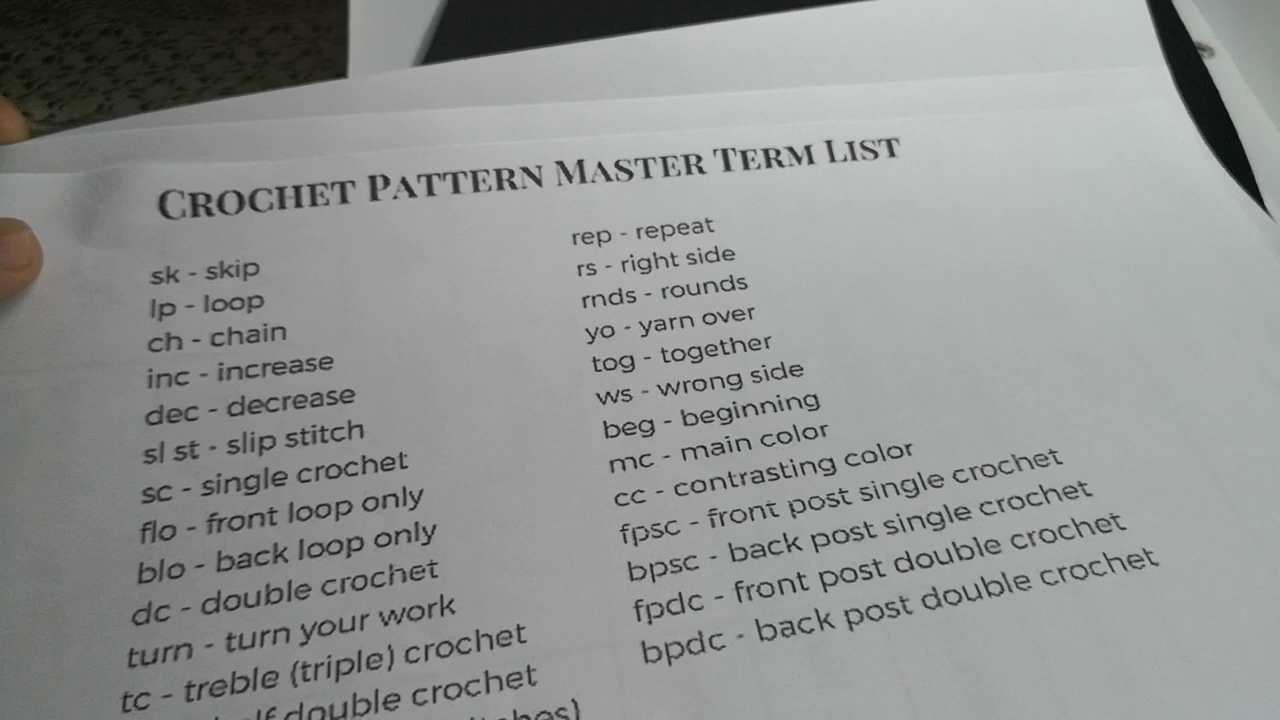 CROCHET PATTERN MASTER TERM LIST
sk - skip
lp - loop
ch - chain
inc - increase
dec - decrease
sl st - slip stitch
sc - single crochet
flo - front loop only
blo - back loop only
dc - double crochet
turn - turn your work
tc - treble (triple) crochet
double crochet
rep - repeat
rs - right side
rnds - rounds
yo - yarn over
tog - together
ws - wrong side
beg - beginning
mc - main color
cc - contrasting color
fpsc - front post single crochet
bpsc - back post single crochet
fpdc - front post double crochet
bpdc - back post double crochet